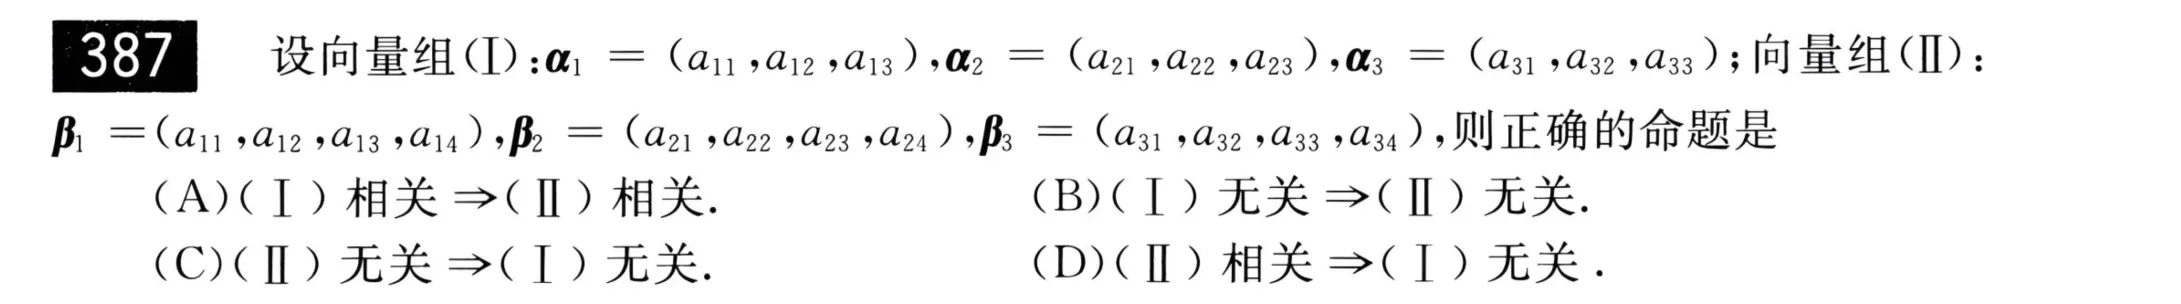 387 设向量组(Ⅰ):α₁ = (a₁₁,a₁₂,a₁₃),α₂ = (a₂₁,a₂₂,a₂₃),α₃ = (a₃₁,a₃₂,a₃₃);向量组(Ⅱ):
β₁ =(a₁₁,a₁₂,a₁₃,a₁₄),β₂ = (a₂₁,a₂₂,a₂₃,a₂₄),β₃ = (a₃₁,a₃₂,a₃₃,a₃₄),则正确的命题是
(A)(Ⅰ)相关⇒(Ⅱ)相关. (B)(Ⅰ)无关⇒(Ⅱ)无关.
(C)(Ⅱ)无关⇒(Ⅰ)无关. (D)(Ⅱ)相关⇒(Ⅰ)无关.